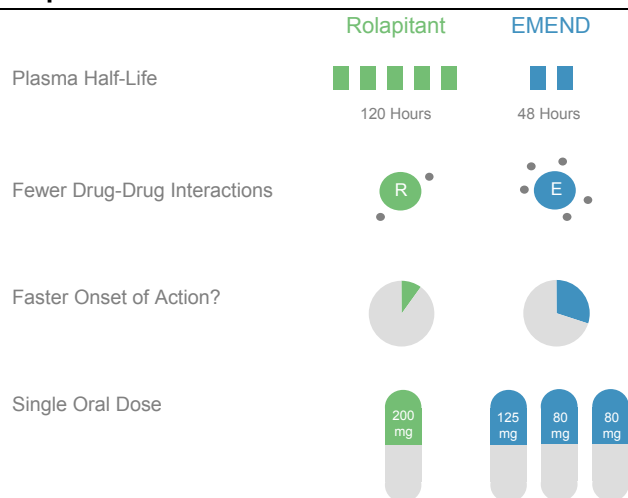 Rolapitant EMEND
Plasma Half-Life
120 Hours 48 Hours
Fewer Drug-Drug Interactions
R E
Faster Onset of Action?
Single Oral Dose
200 mg
125 mg
80 mg
80 mg